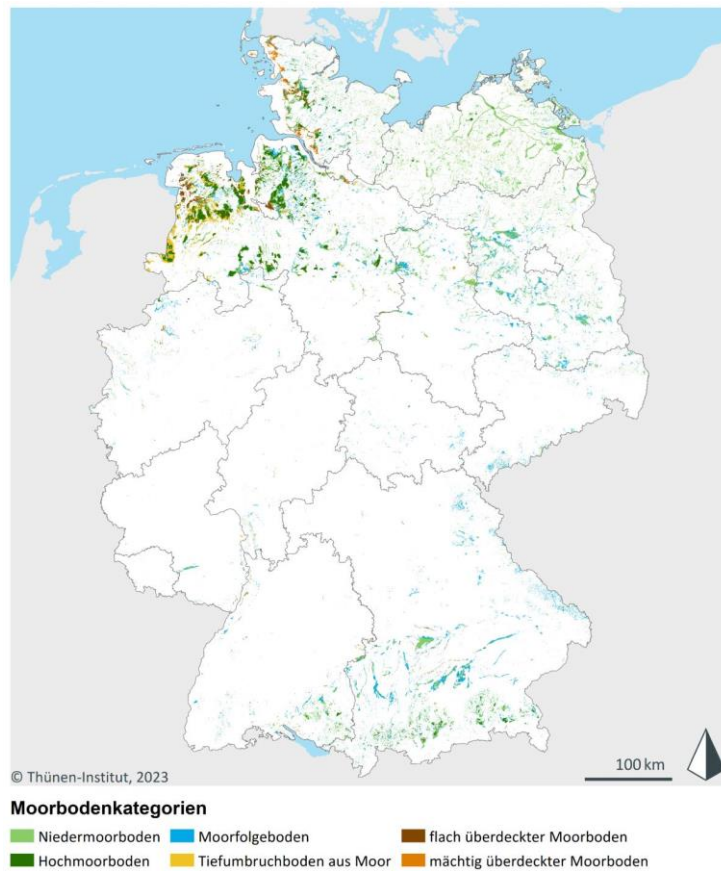 100 km
© Thünen-Institut, 2023
Moorbodenkategorien
Niedermoorboden Moorfolgeboden flach überdeckter Moorboden
Hochmoorboden Tiefumbruchboden aus Moor mächtig überdeckter Moorboden